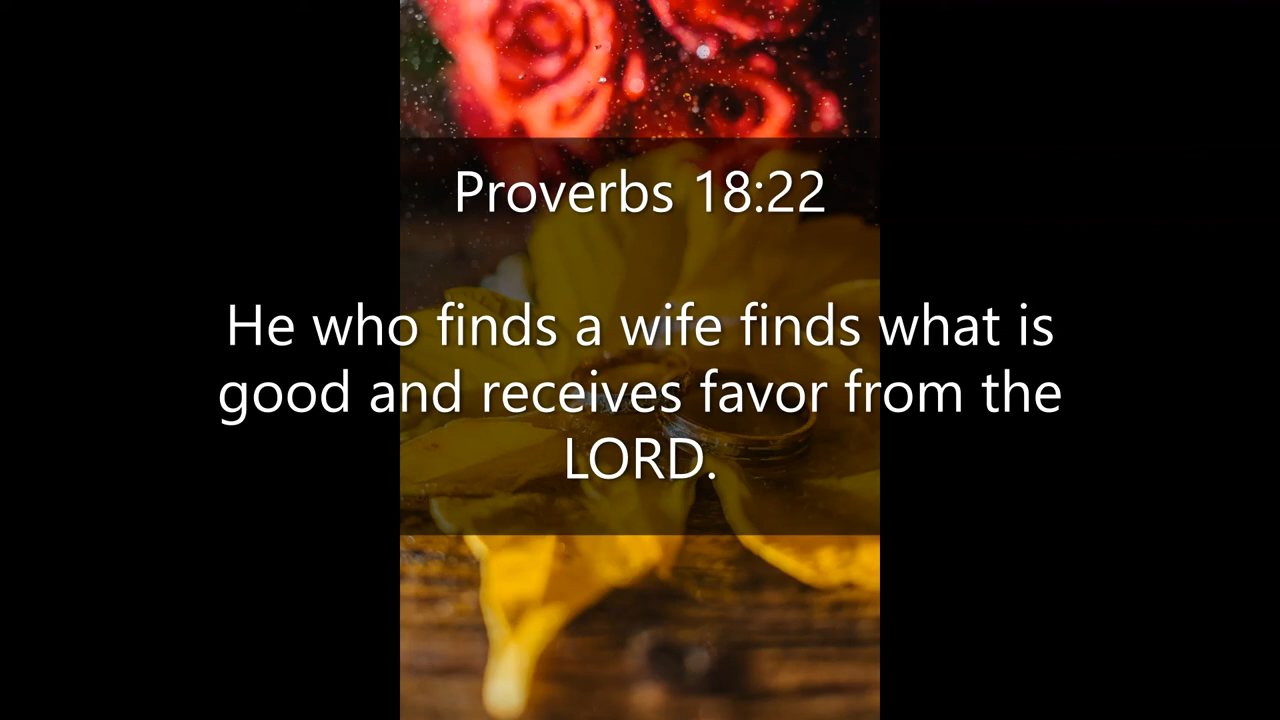 Proverbs 18:22
He who finds a wife finds what is
good and receives favor from the
LORD.